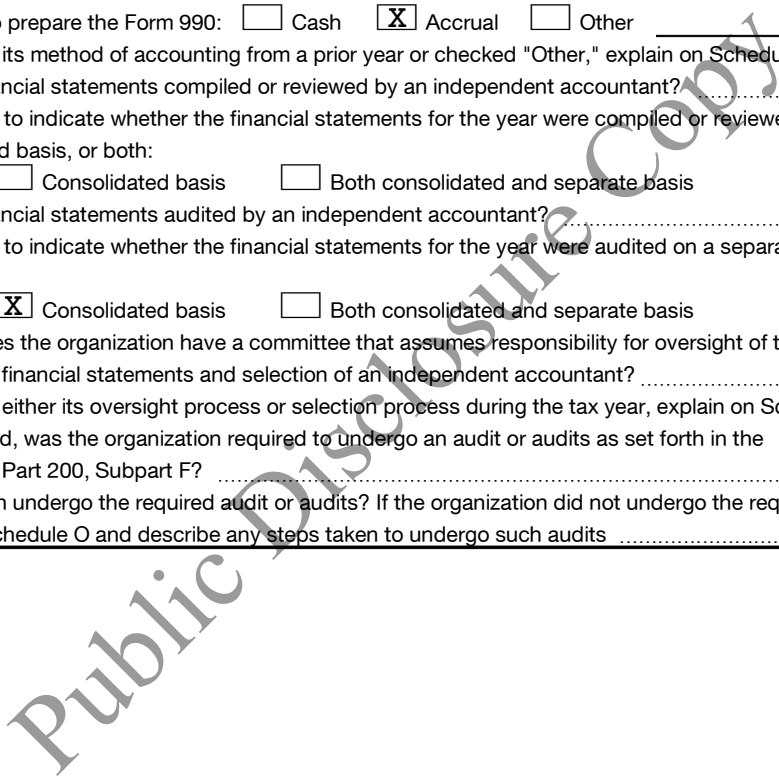 prepare the Form 990: Cash X Accrual Other
its method of accounting from a prior year or checked "Other," explain on Schedu
ncial statements compiled or reviewed by an independent accountant?
to indicate whether the financial statements for the year were compiled or reviewe
d basis, or both:
Consolidated basis Both consolidated and separate basis
ncial statements audited by an independent accountant?
to indicate whether the financial statements for the year were audited on a separa
X Consolidated basis Both consolidated and separate basis
es the organization have a committee that assumes responsibility for oversight of t
financial statements and selection of an independent accountant?
either its oversight process or selection process during the tax year, explain on Sc
d, was the organization required to undergo an audit or audits as set forth in the
Part 200, Subpart F?
n undergo the required audit or audits? If the organization did not undergo the req
chedule O and describe any steps taken to undergo such audits
Public Disclosure Copy